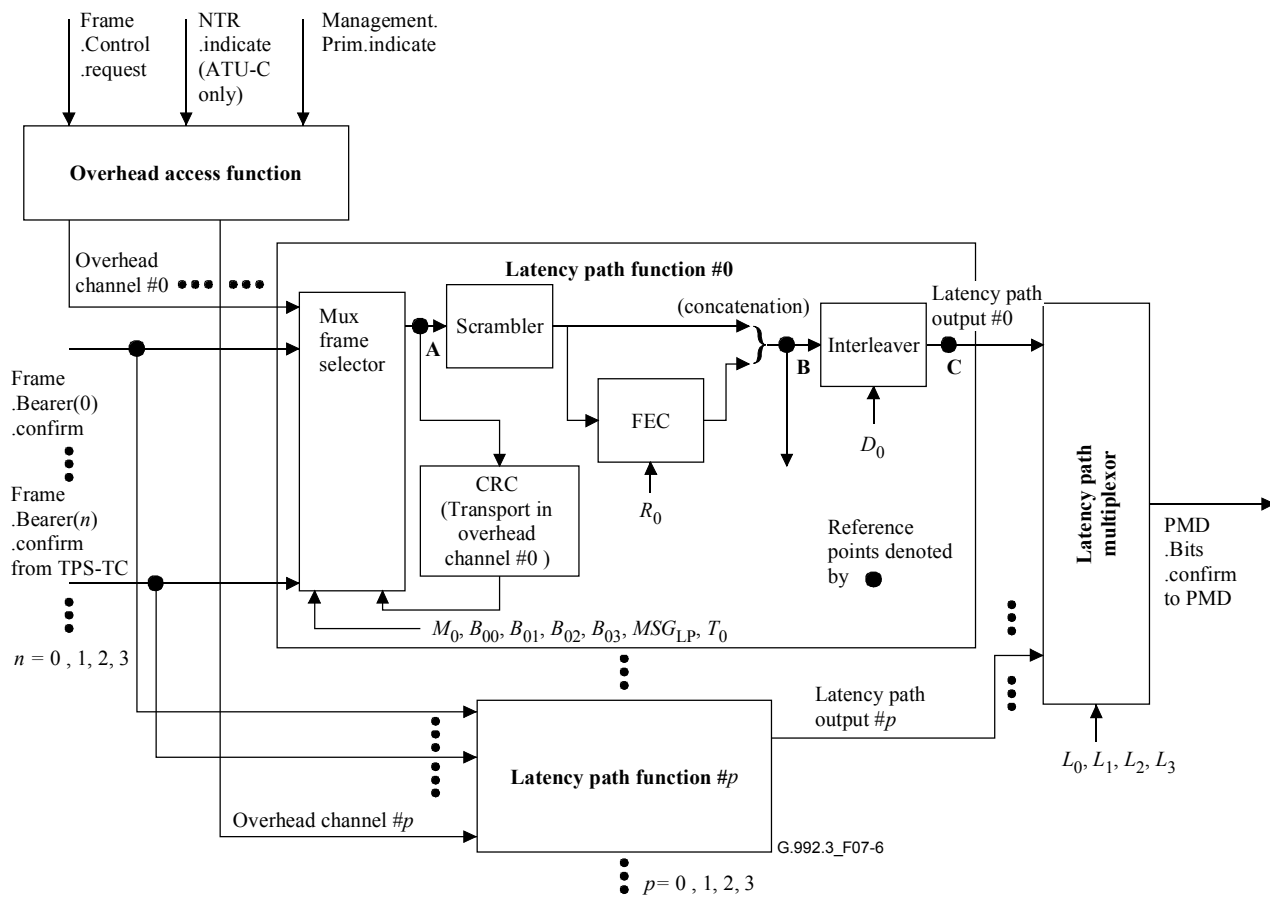 Frame
.Control
.request
NTR
.indicate
(ATU-C
only)
Management.
Prim.indicate
Overhead access function
Overhead
channel #0
Latency path function #0
Mux
frame
selector
A
Scrambler
(concatenation)
}
B
Interleaver
C
Latency path
output #0
FEC
R0
D0
CRC
(Transport in
overhead
channel #0 )
Reference
points denoted
by
Frame
.Bearer(0)
.confirm
Frame
.Bearer(n)
.confirm
from TPS-TC
n = 0 , 1, 2, 3
M0, B00, B01, B02, B03, MSGLP, T0
Latency path
multiplexor
PMD
.Bits
.confirm
to PMD
L0, L1, L2, L3
Latency path
output #p
Latency path function #p
Overhead channel #p
G.992.3_F07-6
p= 0 , 1, 2, 3